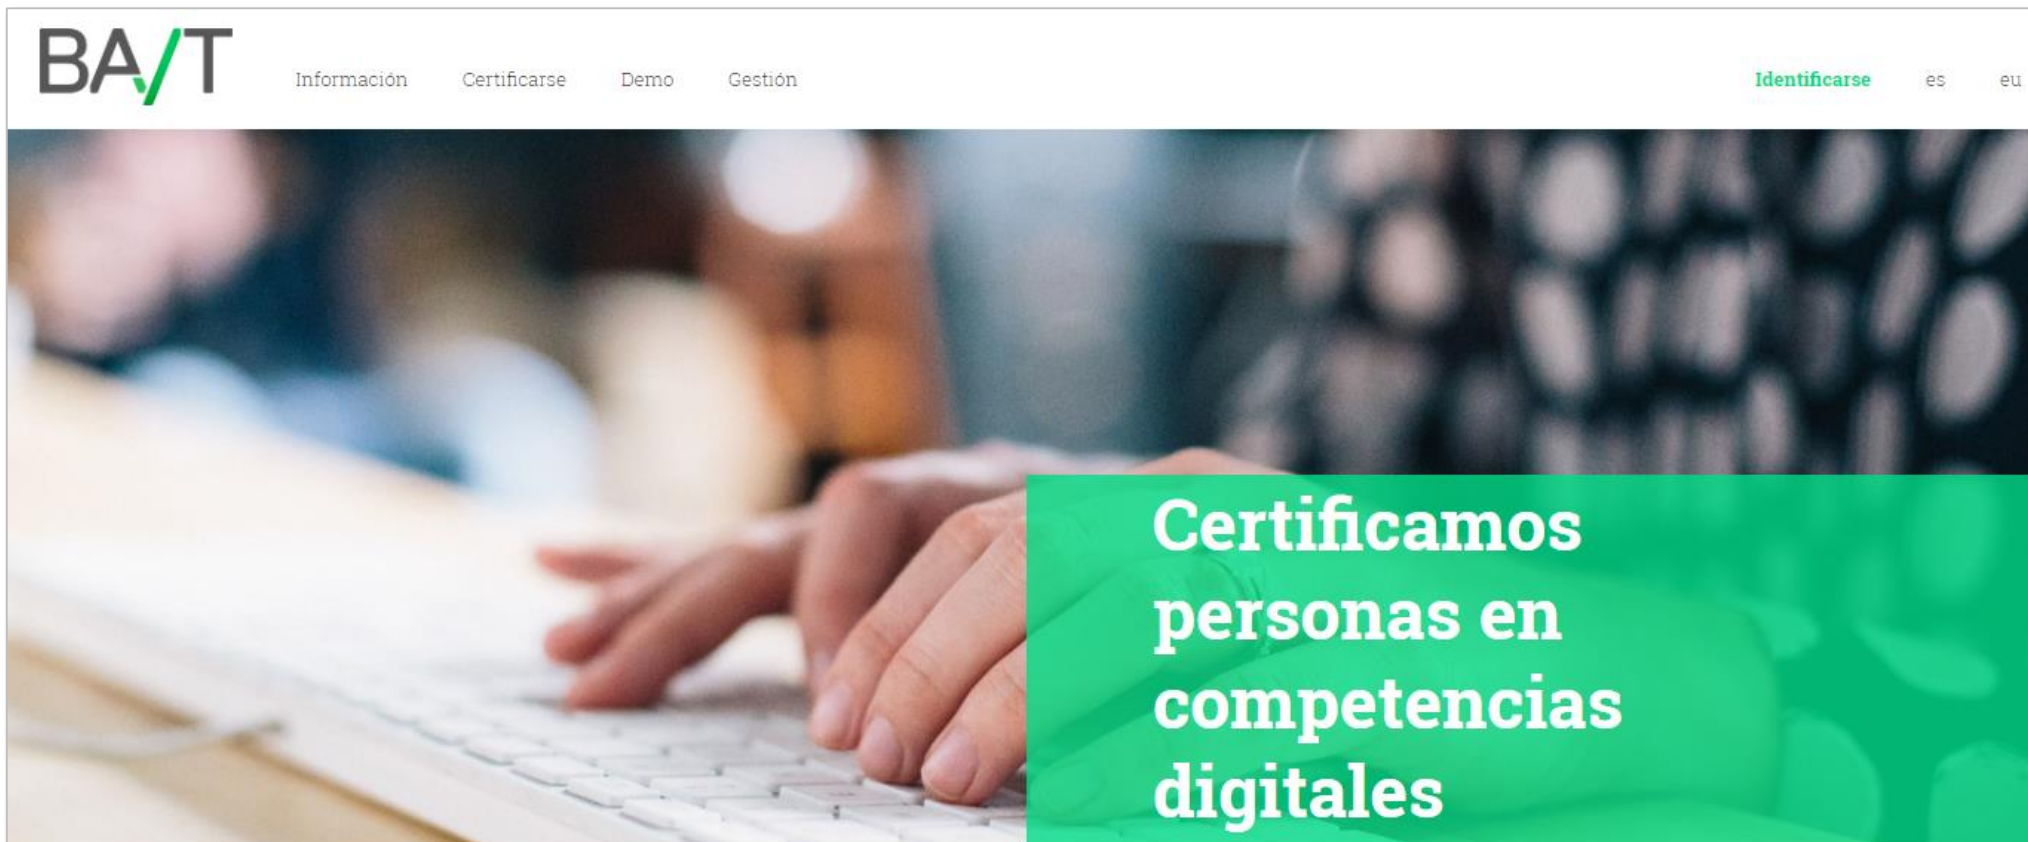 BA/T
Información Certificarse Demo Gestión
Identificarse es eu
Certificamos
personas en
competencias
digitales